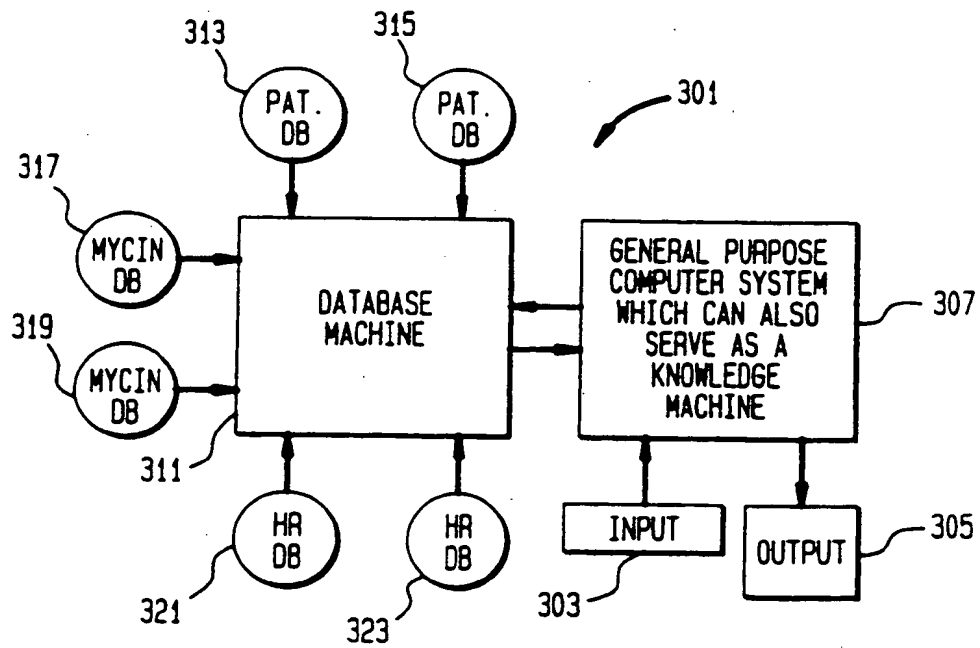 313
315
301
PAT.
DB
PAT.
DB
317
MYCIN
DB
DATABASE
MACHINE
GENERAL PURPOSE
COMPUTER SYSTEM
WHICH CAN ALSO
SERVE AS A
KNOWLEDGE
MACHINE
307
319
MYCIN
DB
311
HR
DB
HR
DB
INPUT
OUTPUT
305
321
323
303